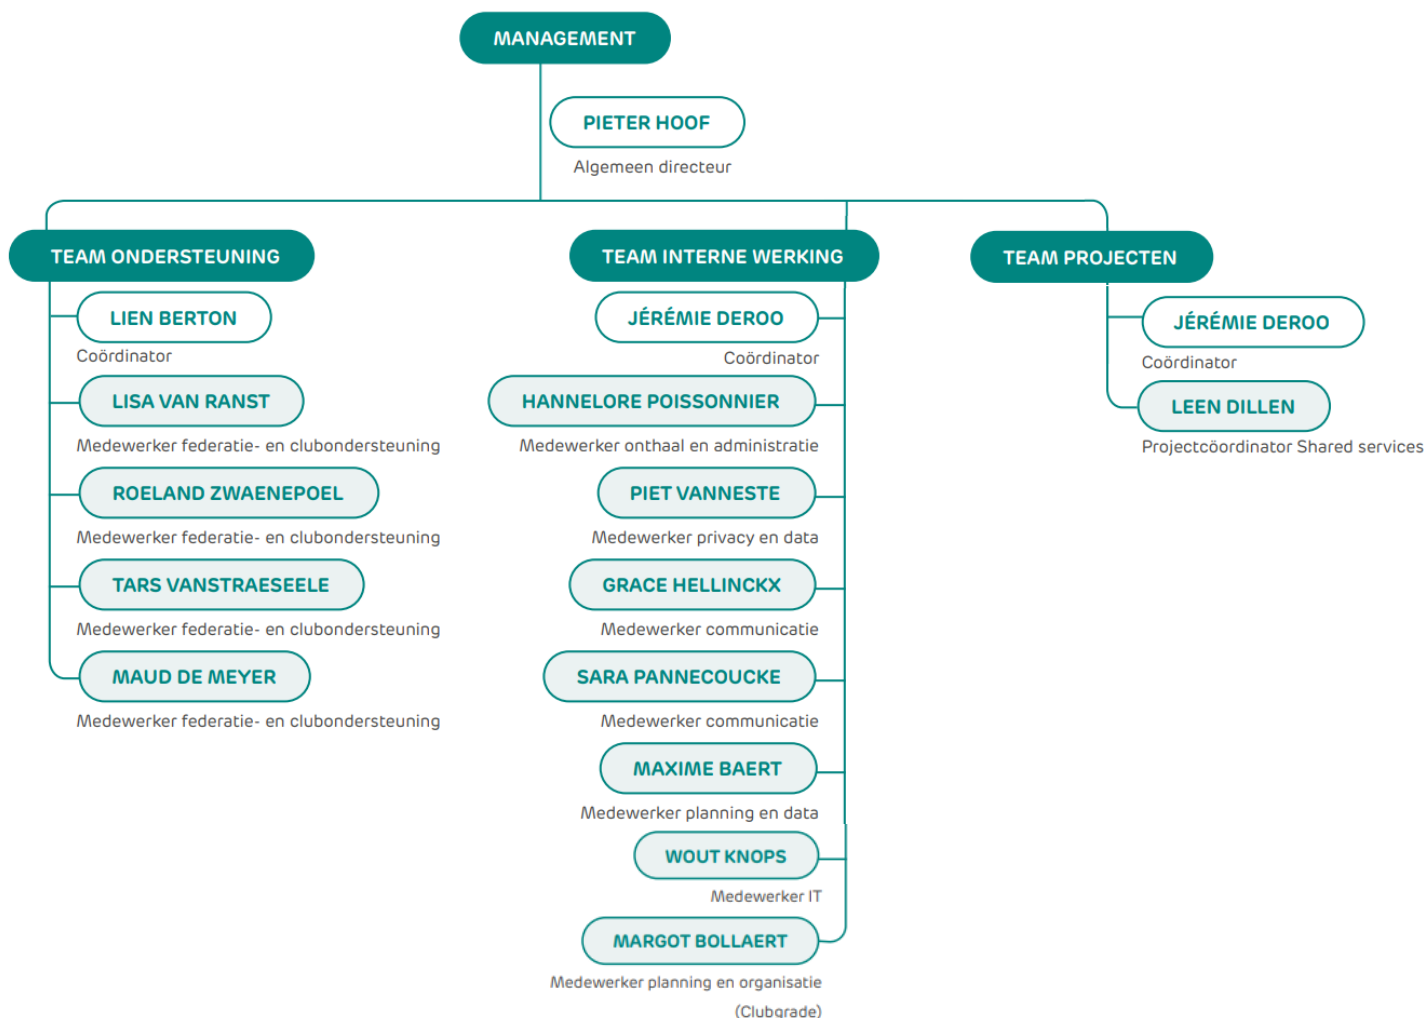 MANAGEMENT
PIETER HOOF
Algemeen directeur
TEAM ONDERSTEUNING
LIEN BERTON
Coördinator
LISA VAN RANST
Medewerker federatie- en clubondersteuning
ROELAND ZWAENEPOEL
Medewerker federatie- en clubondersteuning
TARS VANSTRAESEELE
Medewerker federatie- en clubondersteuning
MAUD DE MEYER
Medewerker federatie- en clubondersteuning
TEAM INTERNE WERKING
JÉRÉMIE DEROO
Coördinator
HANNELORE POISSONNIER
Medewerker onthaal en administratie
PIET VANNESTE
Medewerker privacy en data
GRACE HELLINCKX
Medewerker communicatie
SARA PANNECOUCKE
Medewerker communicatie
MAXIME BAERT
Medewerker planning en data
WOUT KNOPS
Medewerker IT
MARGOT BOLLAERT
Medewerker planning en organisatie
(Clubgrade)
TEAM PROJECTEN
JÉRÉMIE DEROO
Coördinator
LEEN DILLEN
Projectcöordinator Shared services